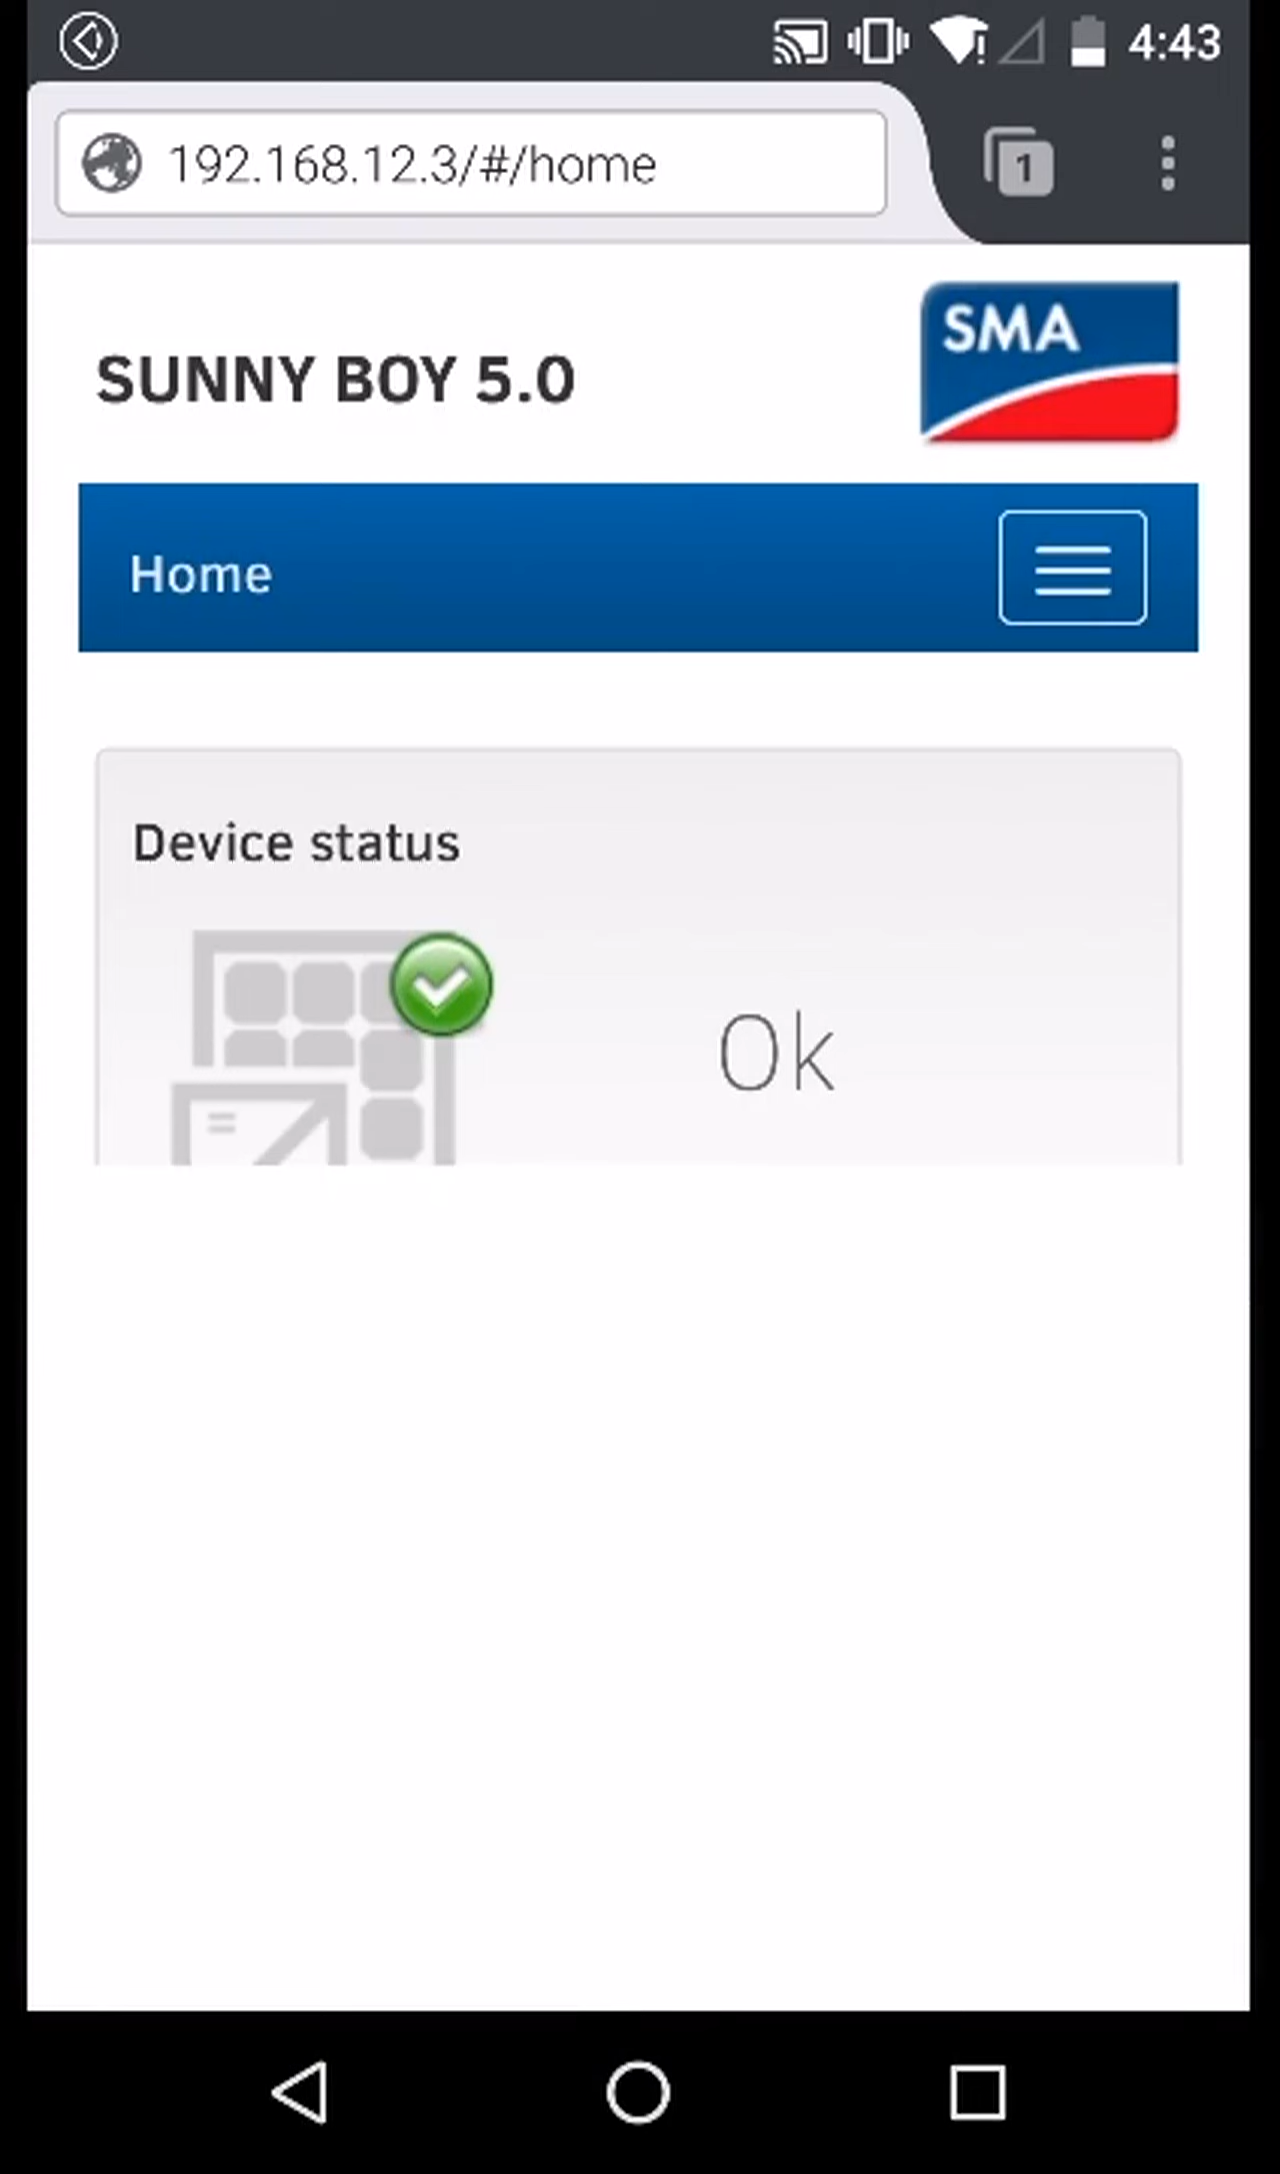 4:43
192.168.12.3/#/home
1
SMA
SUNNY BOY 5.0
Home
Device status
Ok